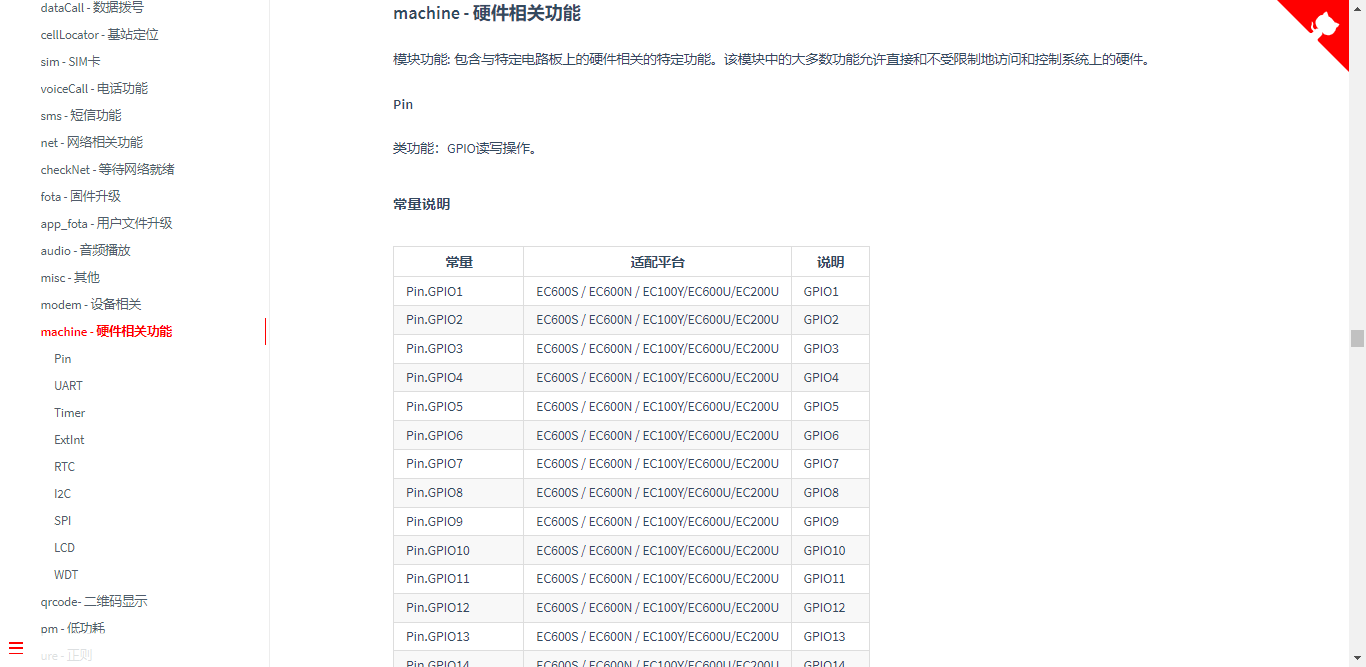 dataCall - 数据拨号
cellLocator - 基站定位
sim - SIM卡
voiceCall - 电话功能
sms - 短信功能
net - 网络相关功能
checkNet - 等待网络就绪
fota - 固件升级
app_fota - 用户文件升级
audio - 音频播放
misc - 其他
modem - 设备相关
machine - 硬件相关功能
Pin
UART
Timer
ExtInt
RTC
I2C
SPI
LCD
WDT
qrcode- 二维码显示
pm - 低功耗
ure - 正则
machine - 硬件相关功能
模块功能: 包含与特定电路板上的硬件相关的特定功能。该模块中的大多数功能允许直接和不受限制地访问和控制系统上的硬件。
Pin
类功能：GPIO读写操作。
常量说明
常量 适配平台 说明
Pin.GPIO1 EC600S / EC600N / EC100Y/EC600U/EC200U GPIO1
Pin.GPIO2 EC600S / EC600N / EC100Y/EC600U/EC200U GPIO2
Pin.GPIO3 EC600S / EC600N / EC100Y/EC600U/EC200U GPIO3
Pin.GPIO4 EC600S / EC600N / EC100Y/EC600U/EC200U GPIO4
Pin.GPIO5 EC600S / EC600N / EC100Y/EC600U/EC200U GPIO5
Pin.GPIO6 EC600S / EC600N / EC100Y/EC600U/EC200U GPIO6
Pin.GPIO7 EC600S / EC600N / EC100Y/EC600U/EC200U GPIO7
Pin.GPIO8 EC600S / EC600N / EC100Y/EC600U/EC200U GPIO8
Pin.GPIO9 EC600S / EC600N / EC100Y/EC600U/EC200U GPIO9
Pin.GPIO10 EC600S / EC600N / EC100Y/EC600U/EC200U GPIO10
Pin.GPIO11 EC600S / EC600N / EC100Y/EC600U/EC200U GPIO11
Pin.GPIO12 EC600S / EC600N / EC100Y/EC600U/EC200U GPIO12
Pin.GPIO13 EC600S / EC600N / EC100Y/EC600U/EC200U GPIO13
Pin.GPIO14 EC600S / EC600N / EC100Y/EC600U/EC200U GPIO14